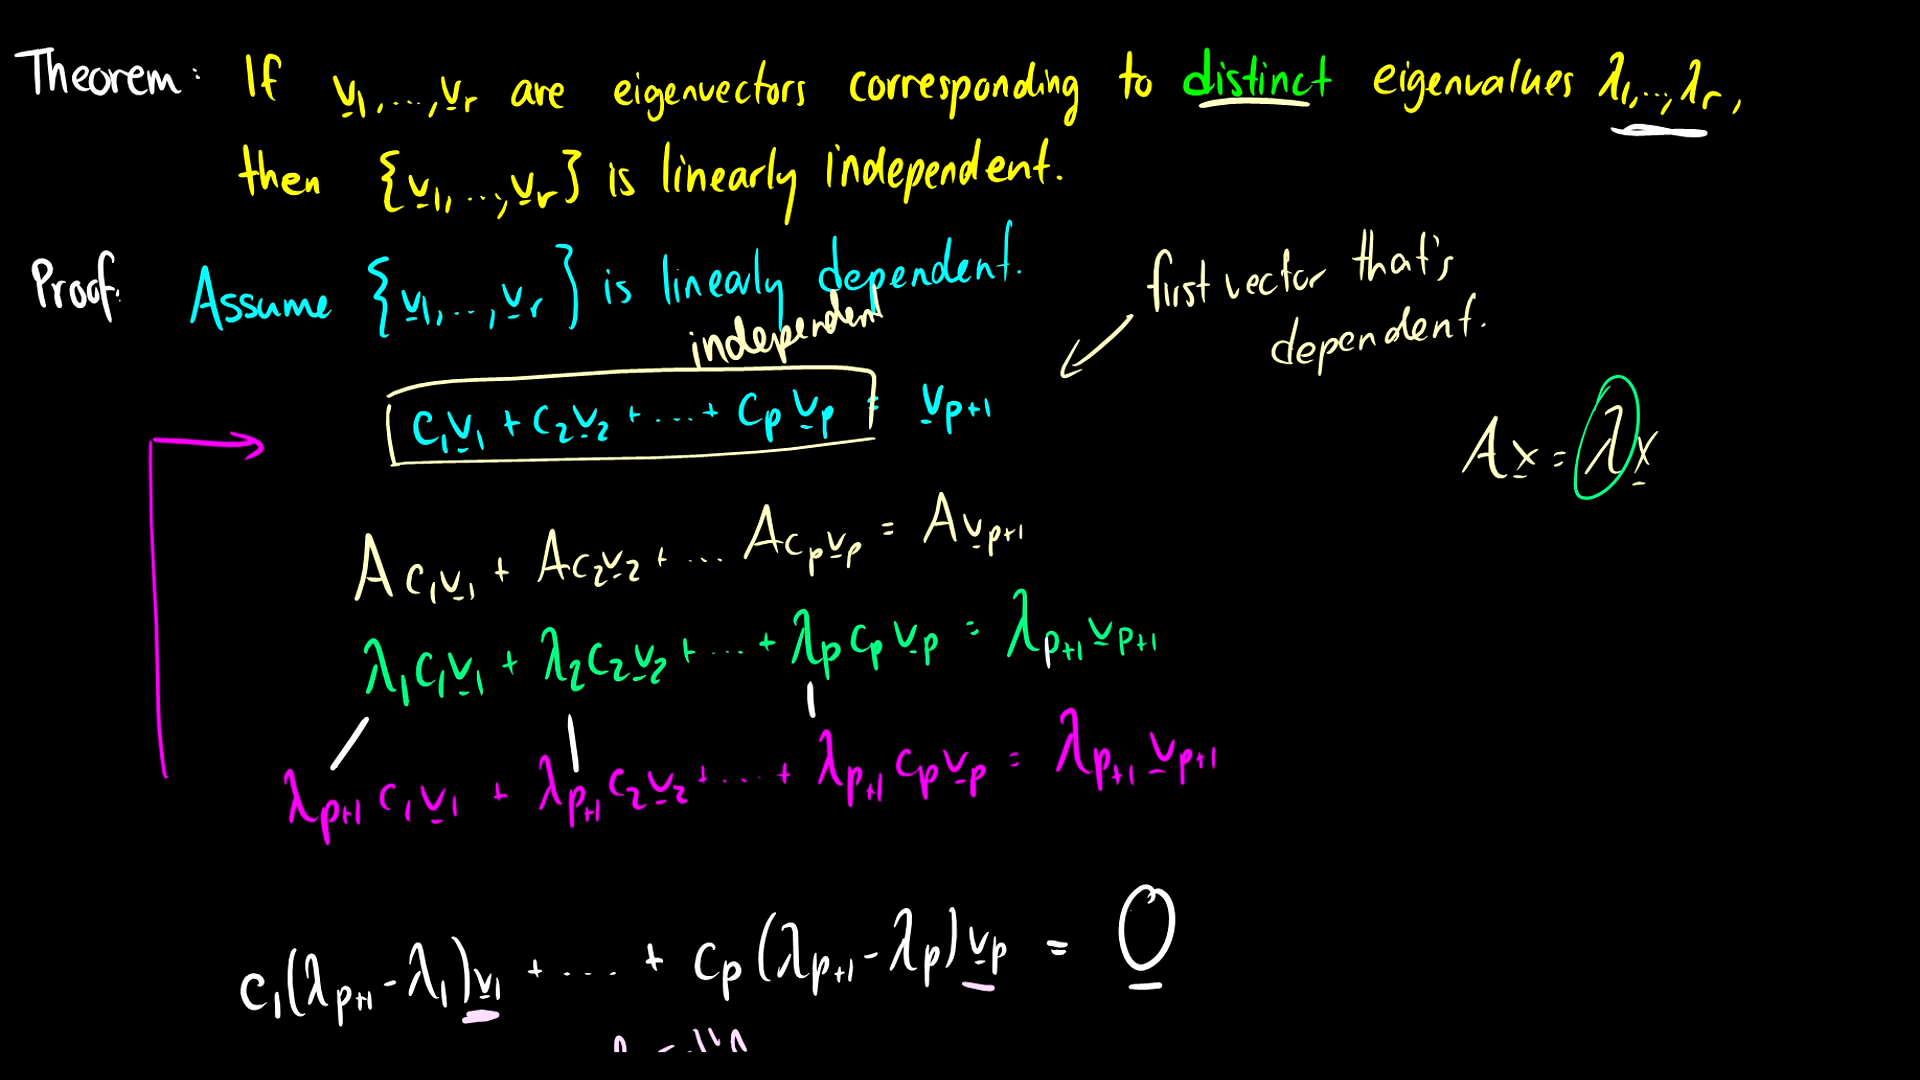 Theorem: If v1,...,vr are eigenvectors corresponding to distinct eigenvalues λ1,..,λr,
then {v1,...,vr} is linearly independent.
Proof: Assume {v1,...,vr} is linearly dependent.
first vector that's
dependent.
independent
c1v1 + c2v2 + ... + cpvp = vp+1
Ax = λx
Ac1v1 + Ac2v2 + ... Acpvp = Avp+1
λ1c1v1 + λ2c2v2 + ... + λpcpvp = λp+1vp+1
λp+1c1v1 + λp+1c2v2 + ... + λp+1cpvp = λp+1vp+1
c1(λp+1 - λ1)v1 + ... + cp(λp+1 - λp)vp = 0